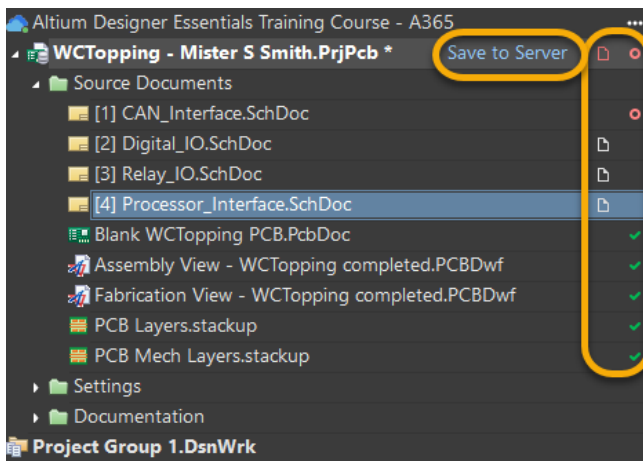 Altium Designer Essentials Training Course - A365
WCTopping - Mister S Smith.PrjPcb * Save to Server
Source Documents
[1] CAN_Interface.SchDoc
[2] Digital_IO.SchDoc
[3] Relay_IO.SchDoc
[4] Processor_Interface.SchDoc
Blank WCTopping PCB.PcbDoc
Assembly View - WCTopping completed.PCBDwf
Fabrication View - WCTopping completed.PCBDwf
PCB Layers.stackup
PCB Mech Layers.stackup
Settings
Documentation
Project Group 1.DsnWrk